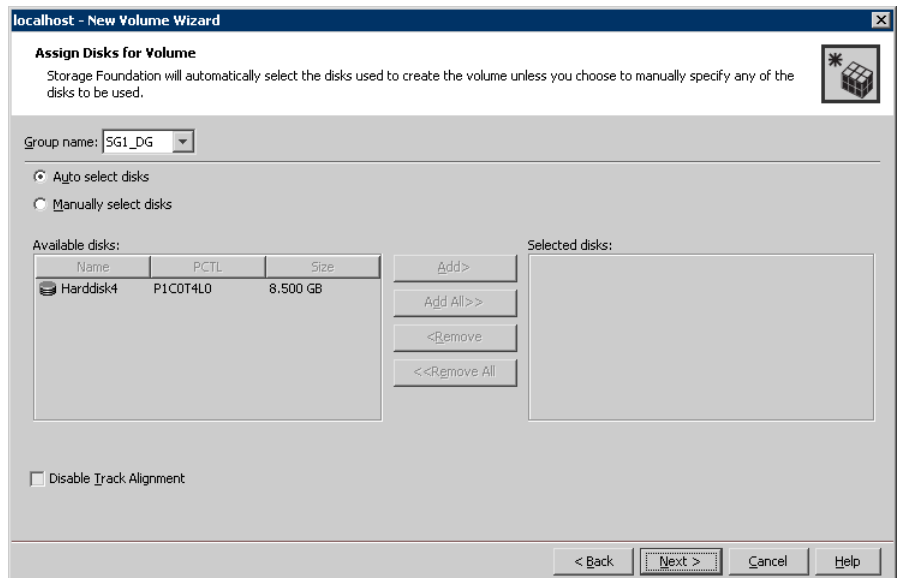 localhost - New Volume Wizard
Assign Disks for Volume
Storage Foundation will automatically select the disks used to create the volume unless you choose to manually specify any of the
disks to be used.
Group name: SG1_DG
Auto select disks
Manually select disks
Available disks:
Name PCTL Size
Harddisk4 P1C0T4L0 8.500 GB
Add>
Add All>>
<Remove
<<Remove All
Selected disks:
Disable Track Alignment
< Back Next > Cancel Help